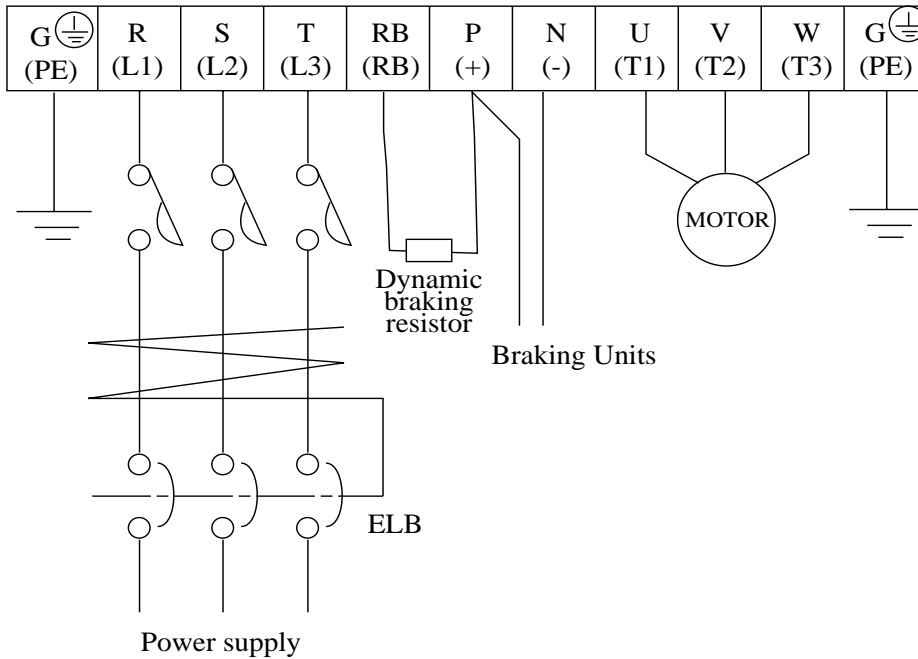 G R S T RB P N U V W G
(PE) (L1) (L2) (L3) (RB) (+) (-) (T1) (T2) (T3) (PE)
MOTOR
Dynamic
braking
resistor
Braking Units
ELB
Power supply